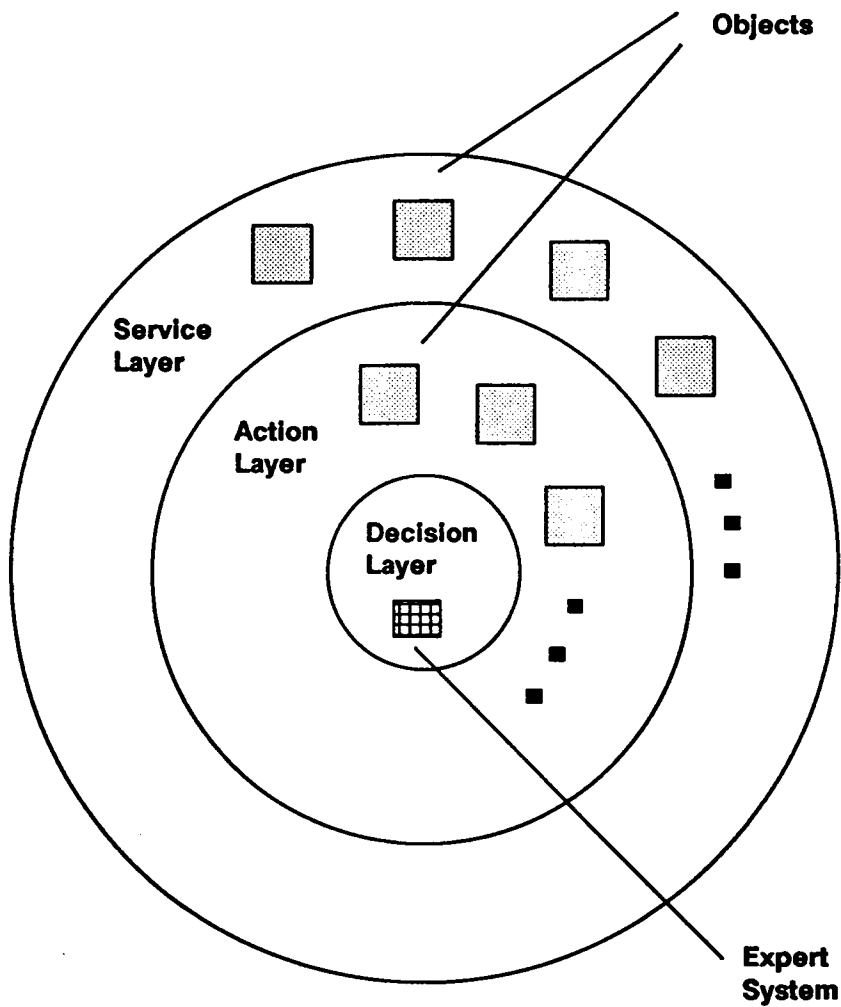 Objects
Service
Layer
Action
Layer
Decision
Layer
Expert
System